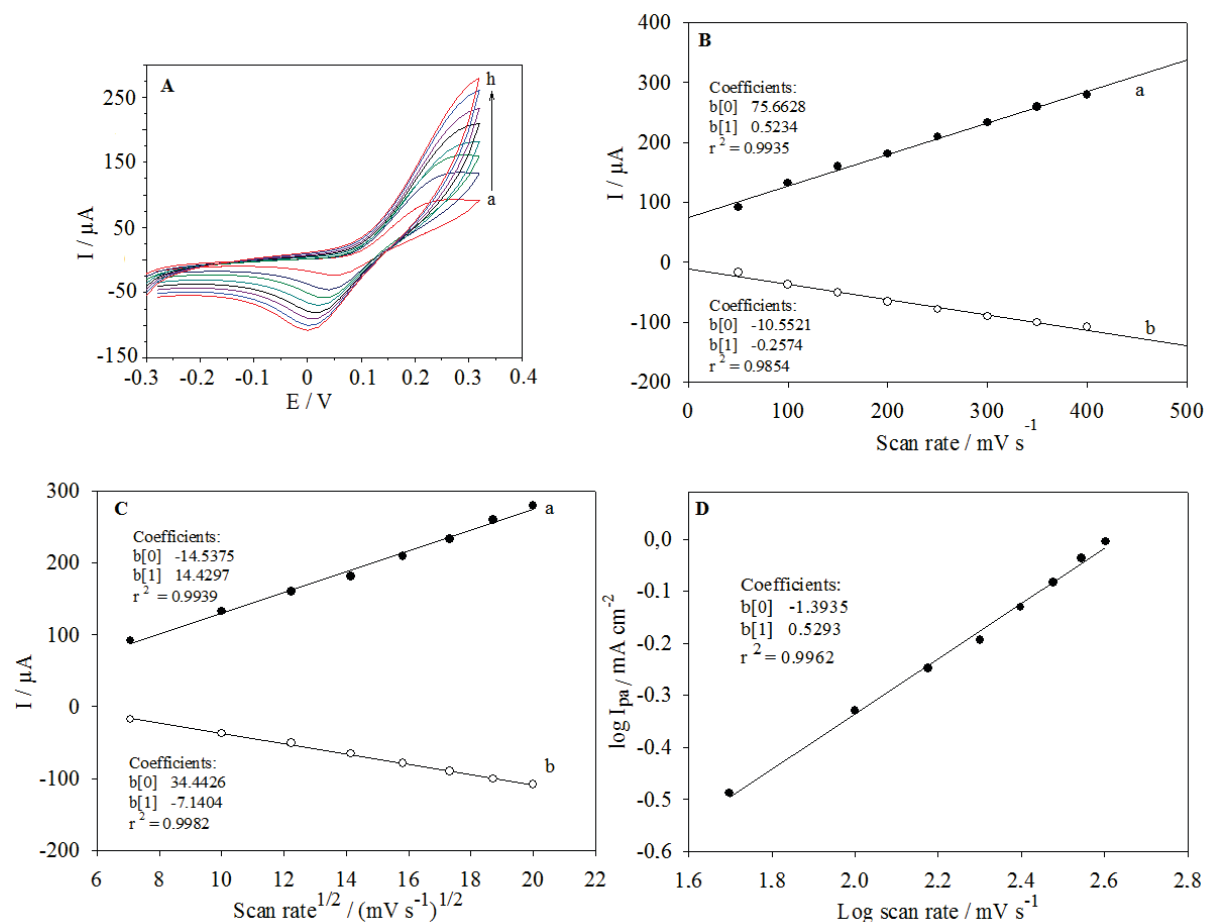 A
h
a
250
150
50
-50
-150
-0.3
-0.2
-0.1
0
0.1
0.2
0.3
0.4
I / μA
E / V
B
Coefficients:
b[0] 75.6628
b[1] 0.5234
r 2 = 0.9935
a
Coefficients:
b[0] -10.5521
b[1] -0.2574
r 2 = 0.9854
b
400
300
200
100
0
-100
-200
0
100
200
300
400
500
I / μA
Scan rate / mV s-1
C
Coefficients:
b[0] -14.5375
b[1] 14.4297
r 2 = 0.9939
a
Coefficients:
b[0] 34.4426
b[1] -7.1404
r 2 = 0.9982
b
300
200
100
0
-100
-200
6
8
10
12
14
16
18
20
22
I / μA
Scan rate1/2 / (mV s-1)1/2
D
Coefficients:
b[0] -1.3935
b[1] 0.5293
r 2 = 0.9962
0,0
-0.1
-0.2
-0.3
-0.4
-0.5
-0.6
1.6
1.8
2.0
2.2
2.4
2.6
2.8
log Ipa / mA cm-2
Log scan rate / mV s-1